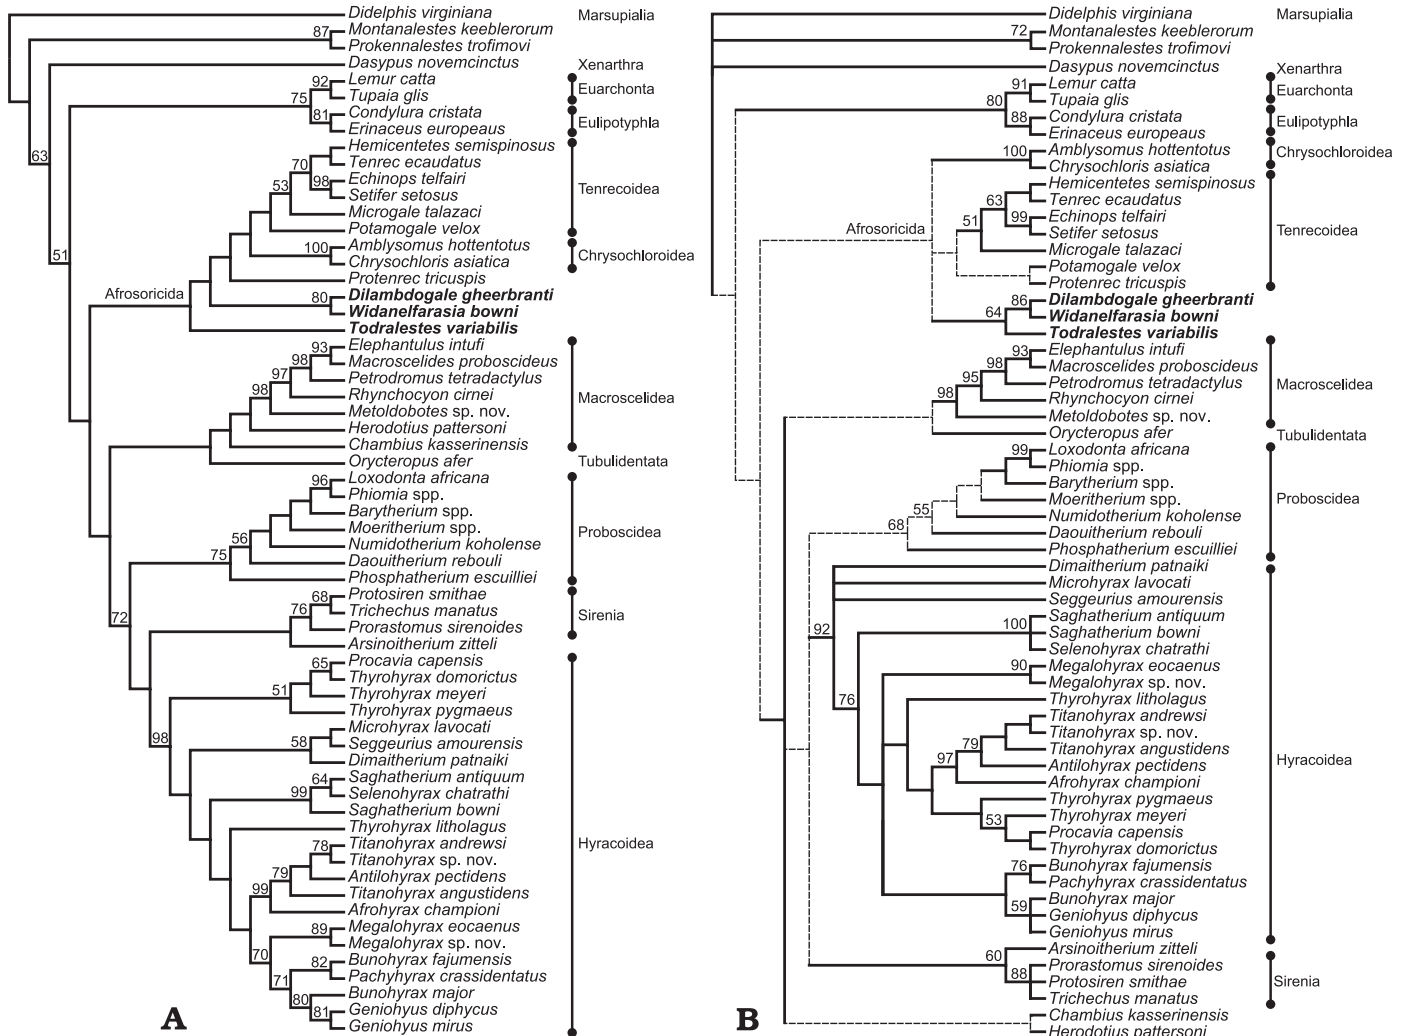 Didelphis virginiana
Marsupialia
87
Montanalestes keeblerorum
Prokennalestes trofimovi
Dasypus novemcinctus
Xenarthra
92
Lemur catta
75
Tupaia glis
Euarchonta
81
Condylura cristata
Erinaceus europeaus
Eulipotyphla
63
Hemicentetes semispinosus
70
Tenrec ecaudatus
53
98
Echinops telfairi
Setifer setosus
Tenrecoidea
Microgale talazaci
Potamogale velox
51
100
Amblysomus hottentotus
Chrysochloris asiatica
Chrysochloroidea
Protenrec tricuspis
Afrosoricida
80
Dilambdogale gheerbranti
Widanelfarasia bowni
Todralestes variabilis
93
Elephantulus intufi
98
Macroscelides proboscideus
97
Petrodromus tetradactylus
98
Rhynchocyon cirnei
Macroscelidea
Metoldobotes sp. nov.
Herodotius pattersoni
Chambius kasserinensis
Orycteropus afer
Tubulidentata
96
Loxodonta africana
Phiomia spp.
Barytherium spp.
Moeritherium spp.
Proboscidea
56
Numidotherium koholense
75
Daouitherium rebouli
Phosphatherium escuilliei
72
68
Protosiren smithae
76
Trichechus manatus
Sirenia
Prorastomus sirenoides
Arsinoitherium zitteli
65
Procavia capensis
Thyrohyrax domorictus
51
Thyrohyrax meyeri
Thyrohyrax pygmaeus
98
Microhyrax lavocati
58
Seggeurius amourensis
Dimaitherium patnaiki
64
Saghatherium antiquum
99
Selenohyrax chatrathi
Saghatherium bowni
Thyrohyrax litholagus
Hyracoidea
78
Titanohyrax andrewsi
Titanohyrax sp. nov.
79
Antilohyrax pectidens
99
Titanohyrax angustidens
Afrohyrax championi
89
Megalohyrax eocaenus
Megalohyrax sp. nov.
70
82
Bunohyrax fajumensis
71
Pachyhyrax crassidentatus
80
Bunohyrax major
81
Geniohyus diphycus
Geniohyus mirus
A
Didelphis virginiana
Marsupialia
72
Montanalestes keeblerorum
Prokennalestes trofimovi
Dasypus novemcinctus
Xenarthra
91
Lemur catta
80
Tupaia glis
Euarchonta
88
Condylura cristata
Erinaceus europeaus
Eulipotyphla
100
Amblysomus hottentotus
Chrysochloris asiatica
Chrysochloroidea
Hemicentetes semispinosus
63
Tenrec ecaudatus
51
99
Echinops telfairi
Setifer setosus
Tenrecoidea
Afrosoricida
Microgale talazaci
Potamogale velox
Protenrec tricuspis
86
Dilambdogale gheerbranti
64
Widanelfarasia bowni
Todralestes variabilis
93
Elephantulus intufi
98
Macroscelides proboscideus
95
Petrodromus tetradactylus
98
Rhynchocyon cirnei
Macroscelidea
Metoldobotes sp. nov.
Orycteropus afer
Tubulidentata
99
Loxodonta africana
Phiomia spp.
Barytherium spp.
Moeritherium spp.
Proboscidea
55
Numidotherium koholense
68
Daouitherium rebouli
Phosphatherium escuilliei
Dimaitherium patnaiki
Microhyrax lavocati
Seggeurius amourensis
92
100
Saghatherium antiquum
Saghatherium bowni
Selenohyrax chatrathi
90
Megalohyrax eocaenus
Megalohyrax sp. nov.
76
Thyrohyrax litholagus
Titanohyrax andrewsi
Titanohyrax sp. nov.
79
Titanohyrax angustidens
97
Antilohyrax pectidens
Hyracoidea
Afrohyrax championi
Thyrohyrax pygmaeus
53
Thyrohyrax meyeri
Procavia capensis
Thyrohyrax domorictus
76
Bunohyrax fajumensis
Pachyhyrax crassidentatus
59
Bunohyrax major
Geniohyus diphycus
Geniohyus mirus
60
Arsinoitherium zitteli
88
Prorastomus sirenoides
Protosiren smithae
Sirenia
Trichechus manatus
Chambius kasserinensis
Herodotius pattersoni
B